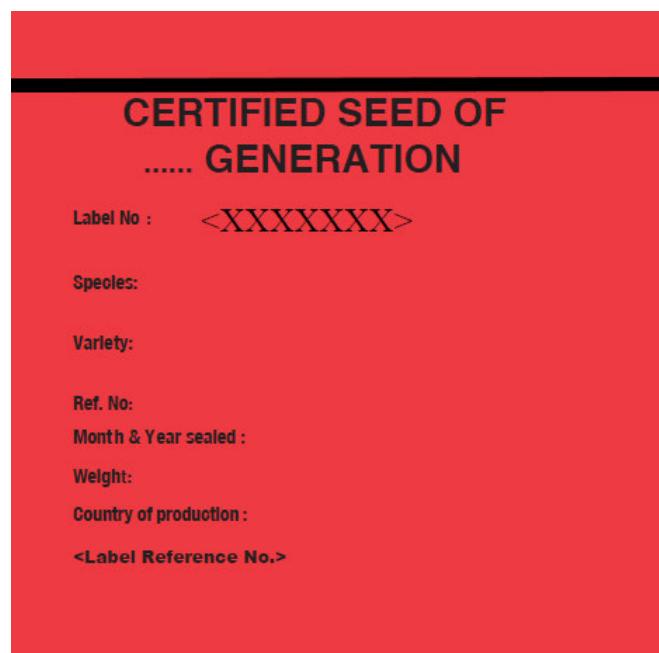 CERTIFIED SEED OF
...... GENERATION
Label No : <XXXXXXX>
Species:
Variety:
Ref. No:
Month & Year sealed :
Weight:
Country of production :
<Label Reference No.>